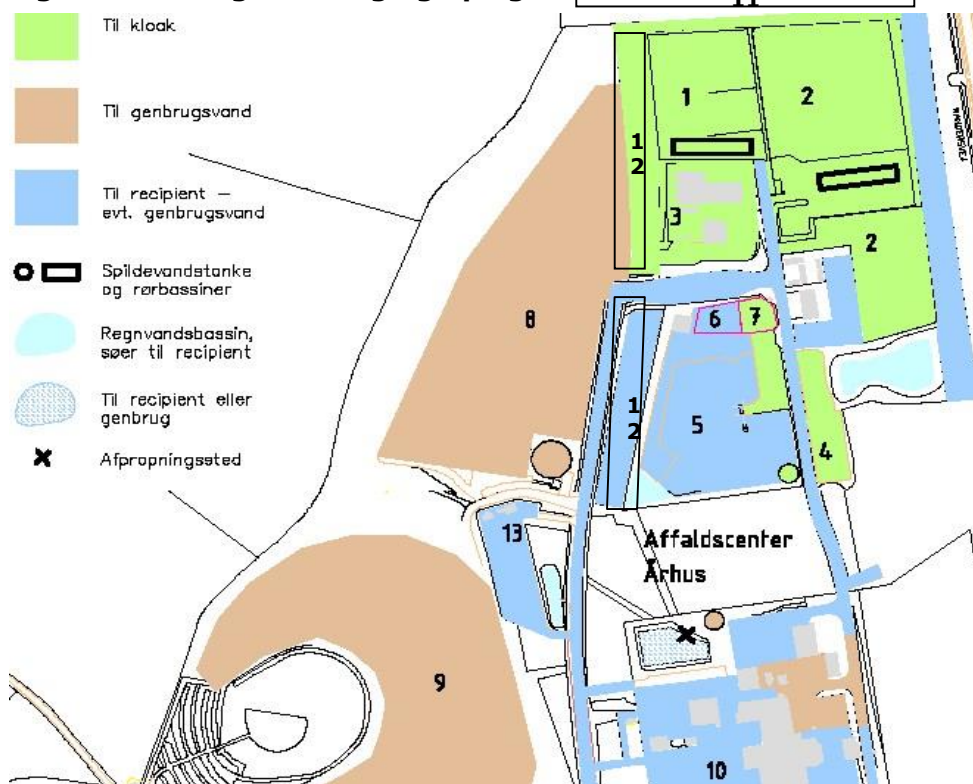 Til kloak
Til genbrugsvand
Til recipient –
evt. genbrugsvand
Spildevandstanke
og rørbassiner
Regnvandsbassin,
søer til recipient
Til recipient eller
genbrug
Afpropningssted
1
2
1
2
3
2
8
6
7
1
2
5
4
13
Affaldscenter
Århus
9
10